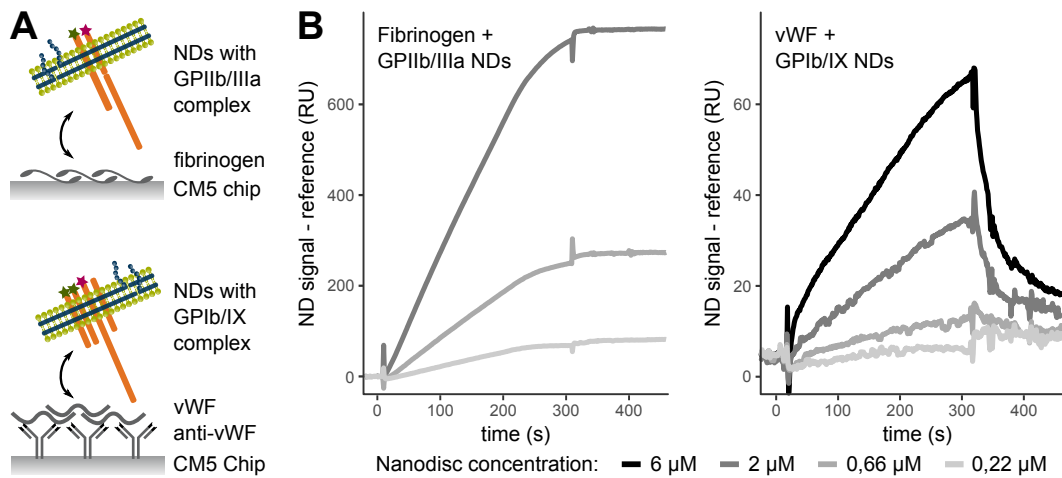 A
NDs with
GPIIb/IIIa
complex
fibrinogen
CM5 chip
NDs with
GPIb/IX
complex
vWF
anti-vWF
CM5 Chip
B
Fibrinogen +
GPIIb/IIIa NDs
ND signal - reference (RU)
600
400
200
0
0
100
200
300
400
time (s)
vWF +
GPIb/IX NDs
ND signal - reference (RU)
60
40
20
0
0
100
200
300
400
time (s)
Nanodisc concentration: 6 µM 2 µM 0,66 µM 0,22 µM